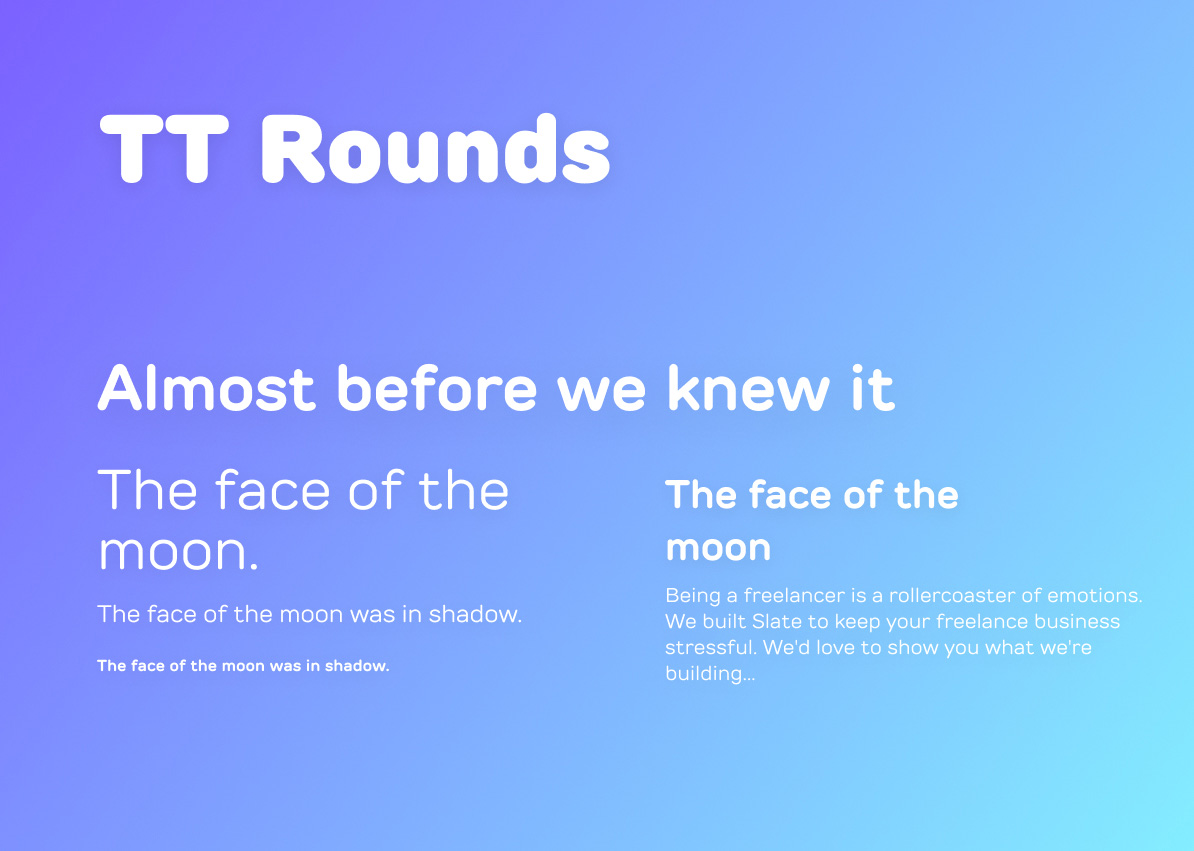 TT Rounds
Almost before we knew it
The face of the
moon.
The face of the moon was in shadow.
The face of the moon was in shadow.
The face of the
moon
Being a freelancer is a rollercoaster of emotions.
We built Slate to keep your freelance business
stressful. We'd love to show you what we're
building...